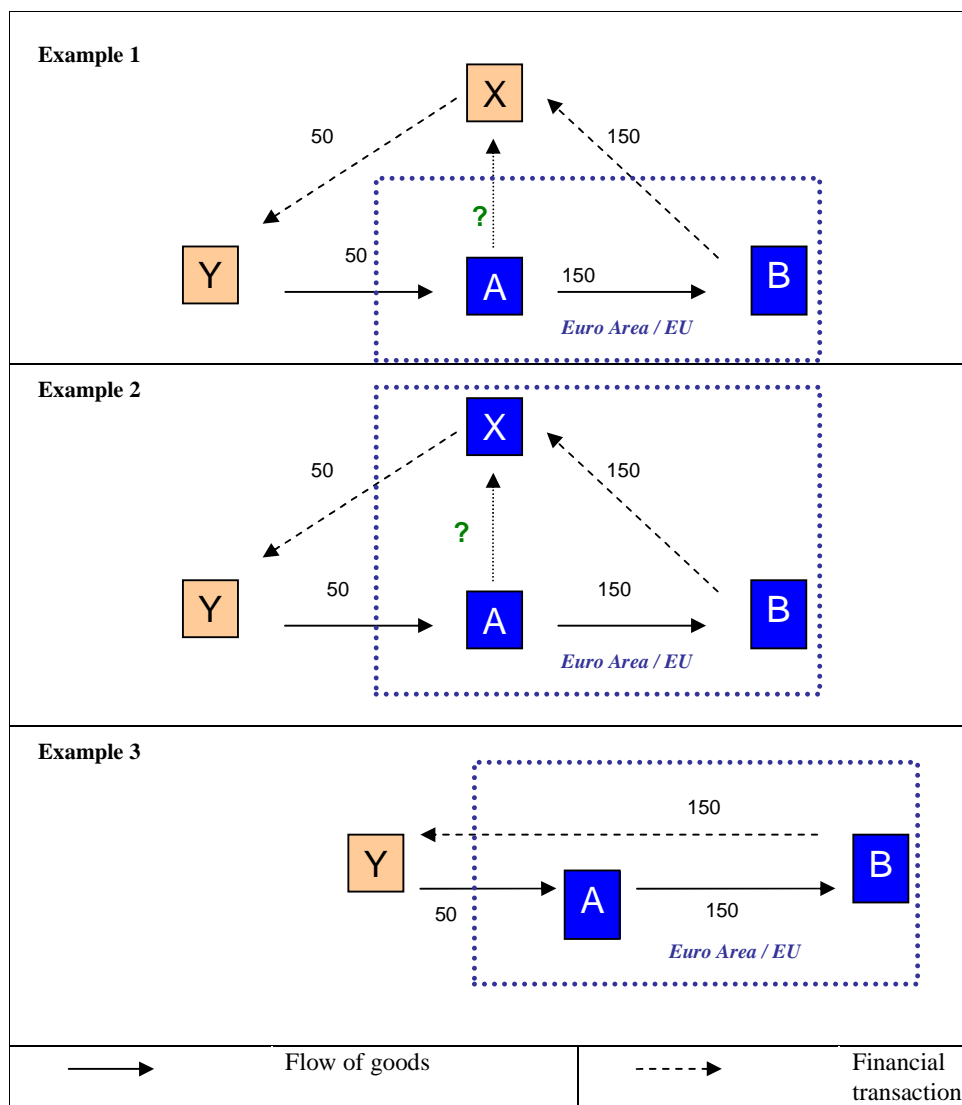 Example 1
X
50
150
?
Y
50
A
150
B
Euro Area / EU
Example 2
X
50
150
?
Y
50
A
150
B
Euro Area / EU
Example 3
150
Y
B
50
A
150
Euro Area / EU
Flow of goods
Financial
transaction